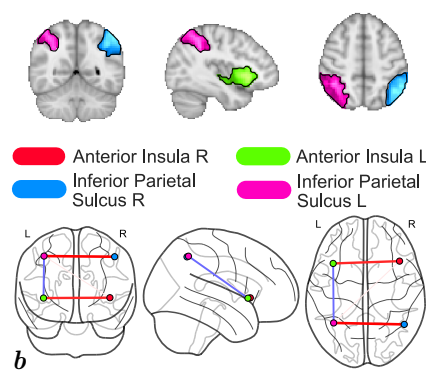 Anterior Insula R
Anterior Insula L
Inferior Parietal
Sulcus R
Inferior Parietal
Sulcus L
L
R
L
R
b